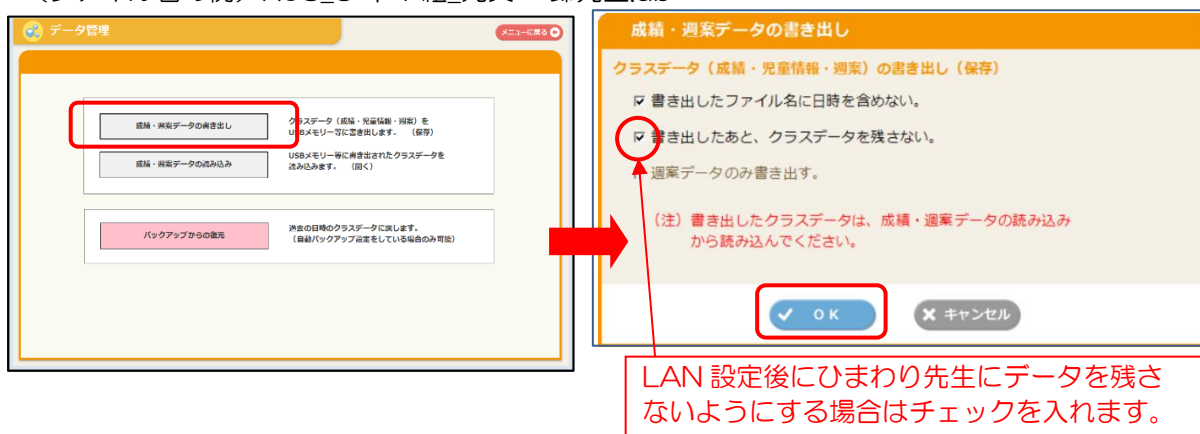 データ管理
メニューに戻る
成績・週案データの書き出し
クラスデータ（成績・児童情報・週案）を
USBメモリー等に書き出します。　（保存）
成績・週案データの読み込み
USBメモリー等に書き出されたクラスデータを
読み込みます。　（開く）
バックアップからの復元
過去の日時のクラスデータに戻します。
（自動バックアップ設定をしている場合のみ可能）
成績・週案データの書き出し
クラスデータ（成績・児童情報・週案）の書き出し（保存）
書き出したファイル名に日時を含めない。
書き出したあと、クラスデータを残さない。
週案データのみ書き出す。
（注）書き出したクラスデータは、成績・週案データの読み込み
から読み込んでください。
ＯＫ
キャンセル
LAN 設定後にひまわり先生にデータを残さ
ないようにする場合はチェックを入れます。